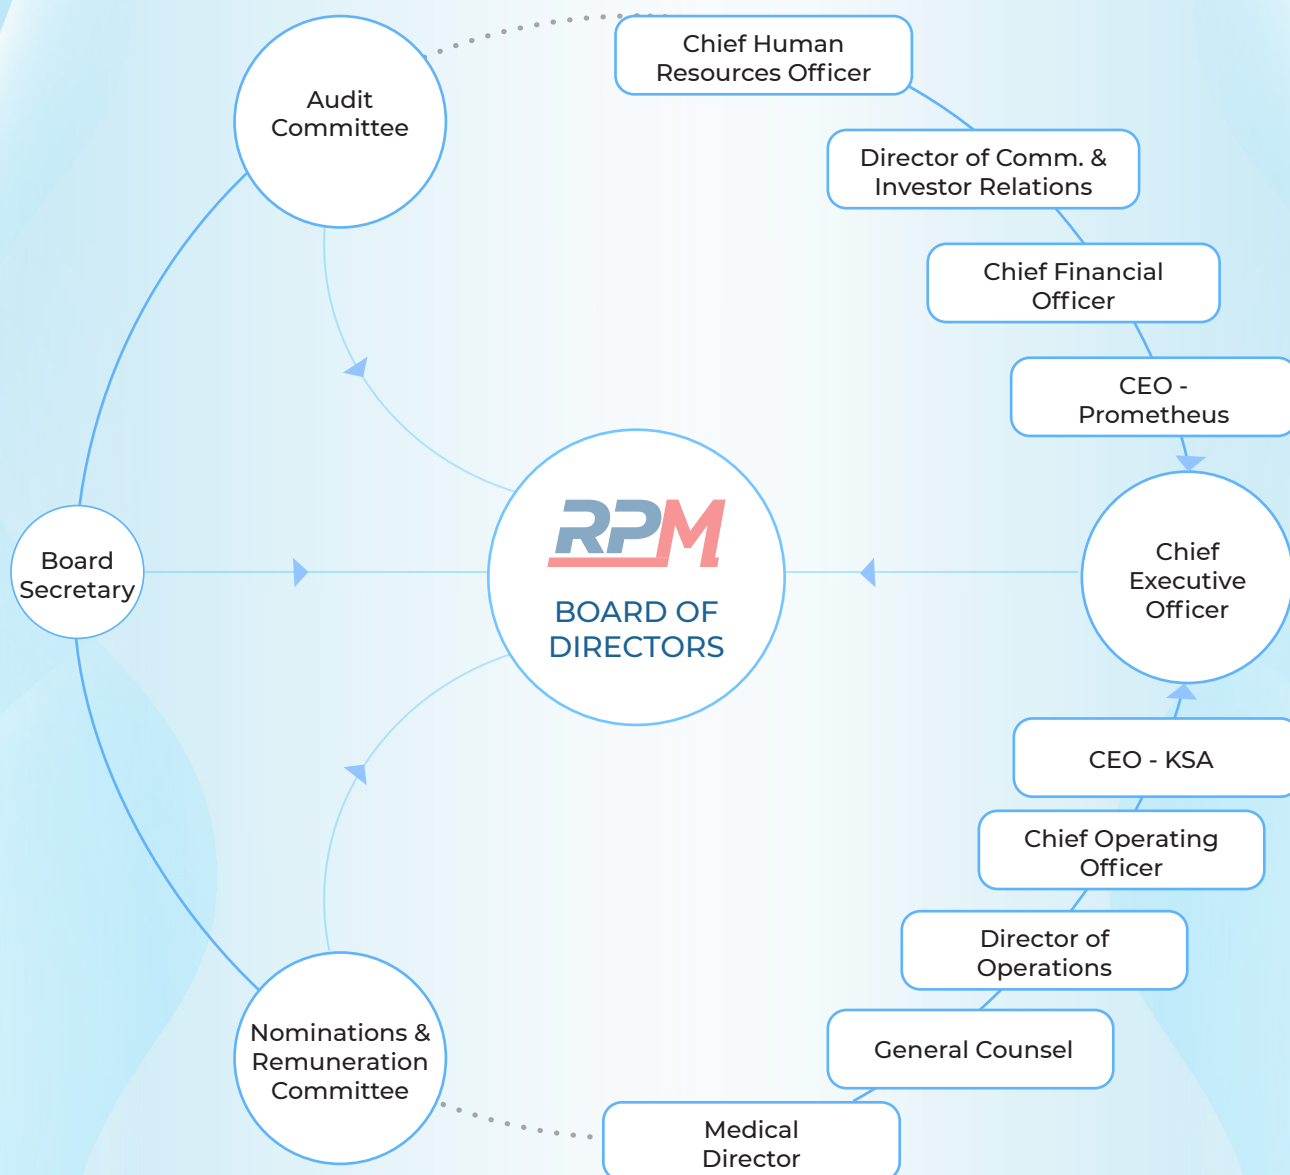 Audit
Committee
Chief Human
Resources Officer
Director of Comm. &
Investor Relations
Chief Financial
Officer
CEO -
Prometheus
RPM
BOARD OF
DIRECTORS
Board
Secretary
Chief
Executive
Officer
CEO - KSA
Chief Operating
Officer
Director of
Operations
General Counsel
Nominations &
Remuneration
Committee
Medical
Director